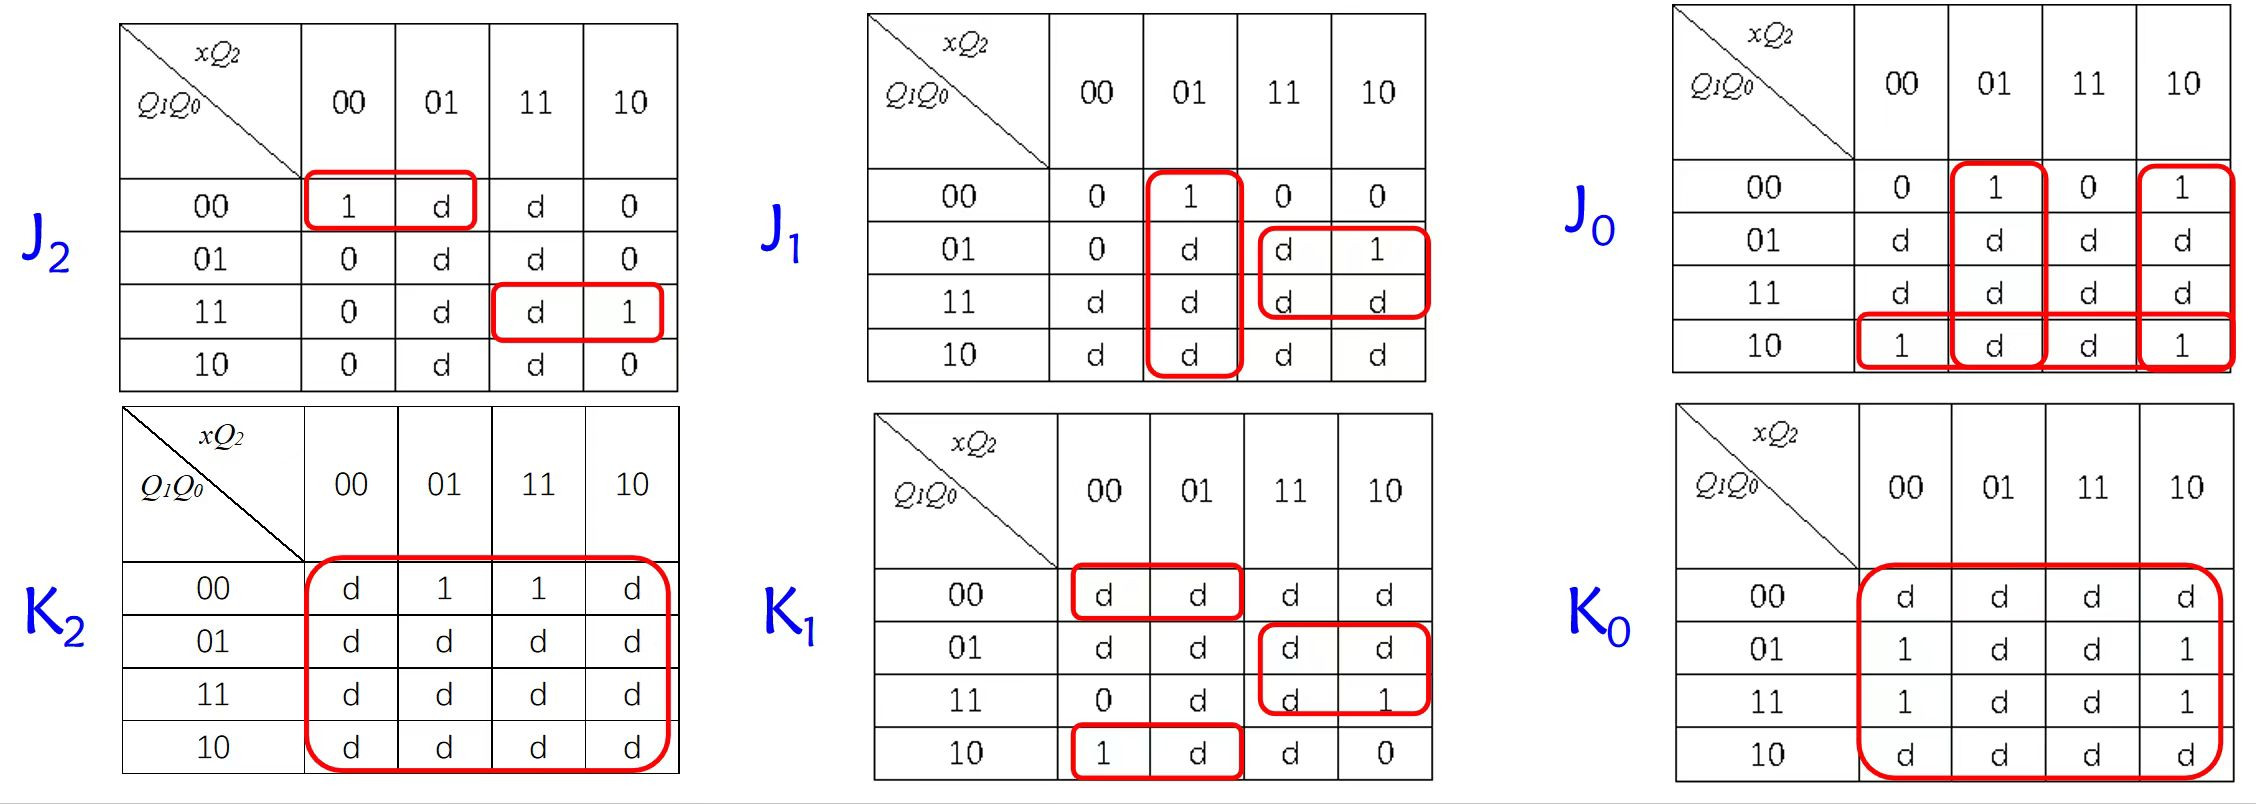 J2
xQ2
Q1Q0 00 01 11 10
00 1 d d 0
01 0 d d 0
11 0 d d 1
10 0 d d 0
J1
xQ2
Q1Q0 00 01 11 10
00 0 1 0 0
01 0 d d 1
11 d d d d
10 d d d d
J0
xQ2
Q1Q0 00 01 11 10
00 0 1 0 1
01 d d d d
11 d d d d
10 1 d d 1
K2
xQ2
Q1Q0 00 01 11 10
00 d 1 1 d
01 d d d d
11 d d d d
10 d d d d
K1
xQ2
Q1Q0 00 01 11 10
00 d d d d
01 d d d d
11 0 d d 1
10 1 d d 0
K0
xQ2
Q1Q0 00 01 11 10
00 d d d d
01 1 d d 1
11 1 d d 1
10 d d d d